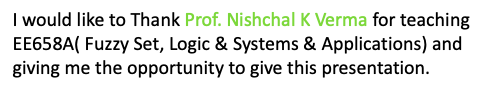 I would like to Thank Prof. Nishchal K Verma for teaching
EE658A( Fuzzy Set, Logic & Systems & Applications) and
giving me the opportunity to give this presentation.